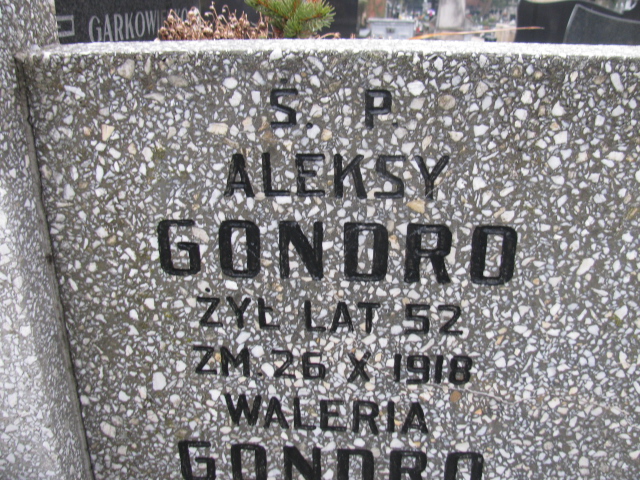 GARKOW
Ś. P.
ALEKSY
GONDRO
ŻYŁ LAT 52
ZM. 26 X 1918
WALERIA
GONDRO